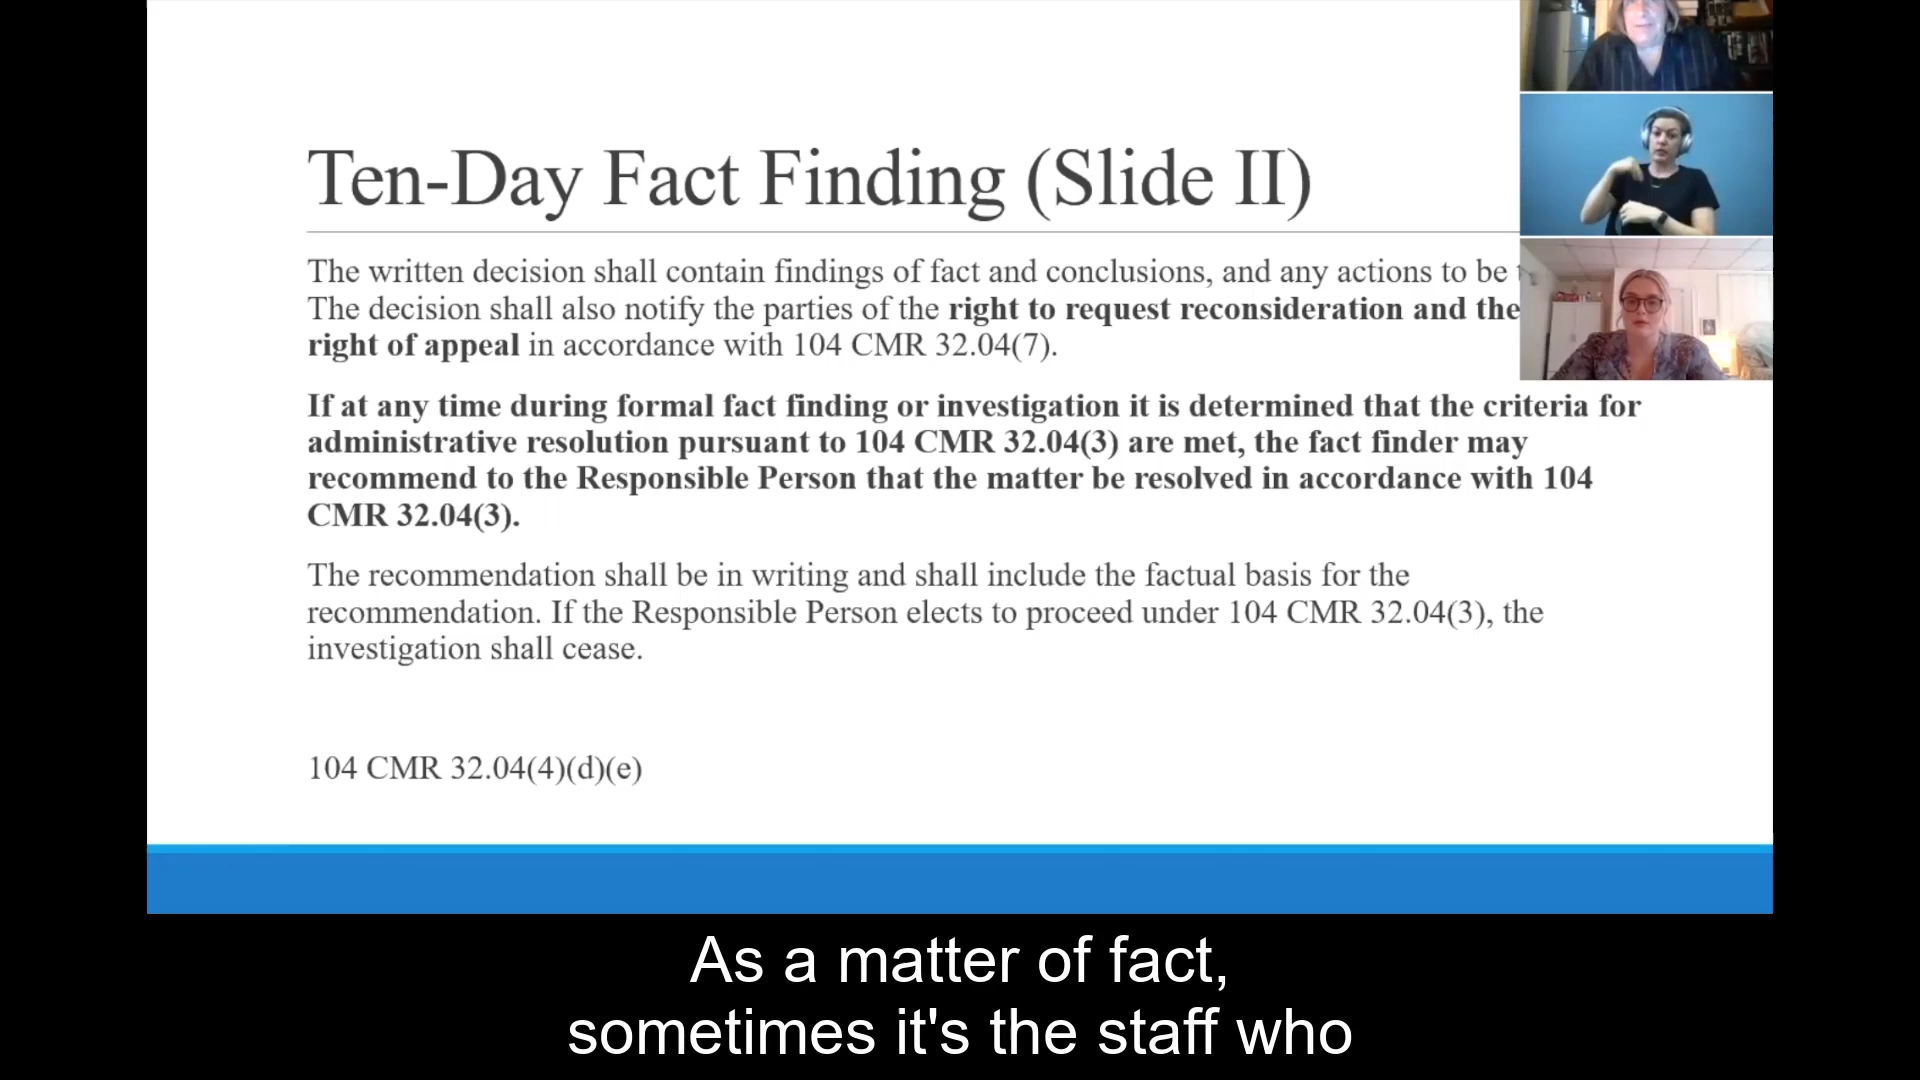 Ten-Day Fact Finding (Slide II)
The written decision shall contain findings of fact and conclusions, and any actions to be
The decision shall also notify the parties of the right to request reconsideration and the
right of appeal in accordance with 104 CMR 32.04(7).
If at any time during formal fact finding or investigation it is determined that the criteria for
administrative resolution pursuant to 104 CMR 32.04(3) are met, the fact finder may
recommend to the Responsible Person that the matter be resolved in accordance with 104
CMR 32.04(3).
The recommendation shall be in writing and shall include the factual basis for the
recommendation. If the Responsible Person elects to proceed under 104 CMR 32.04(3), the
investigation shall cease.
104 CMR 32.04(4)(d)(e)
As a matter of fact,
sometimes it's the staff who